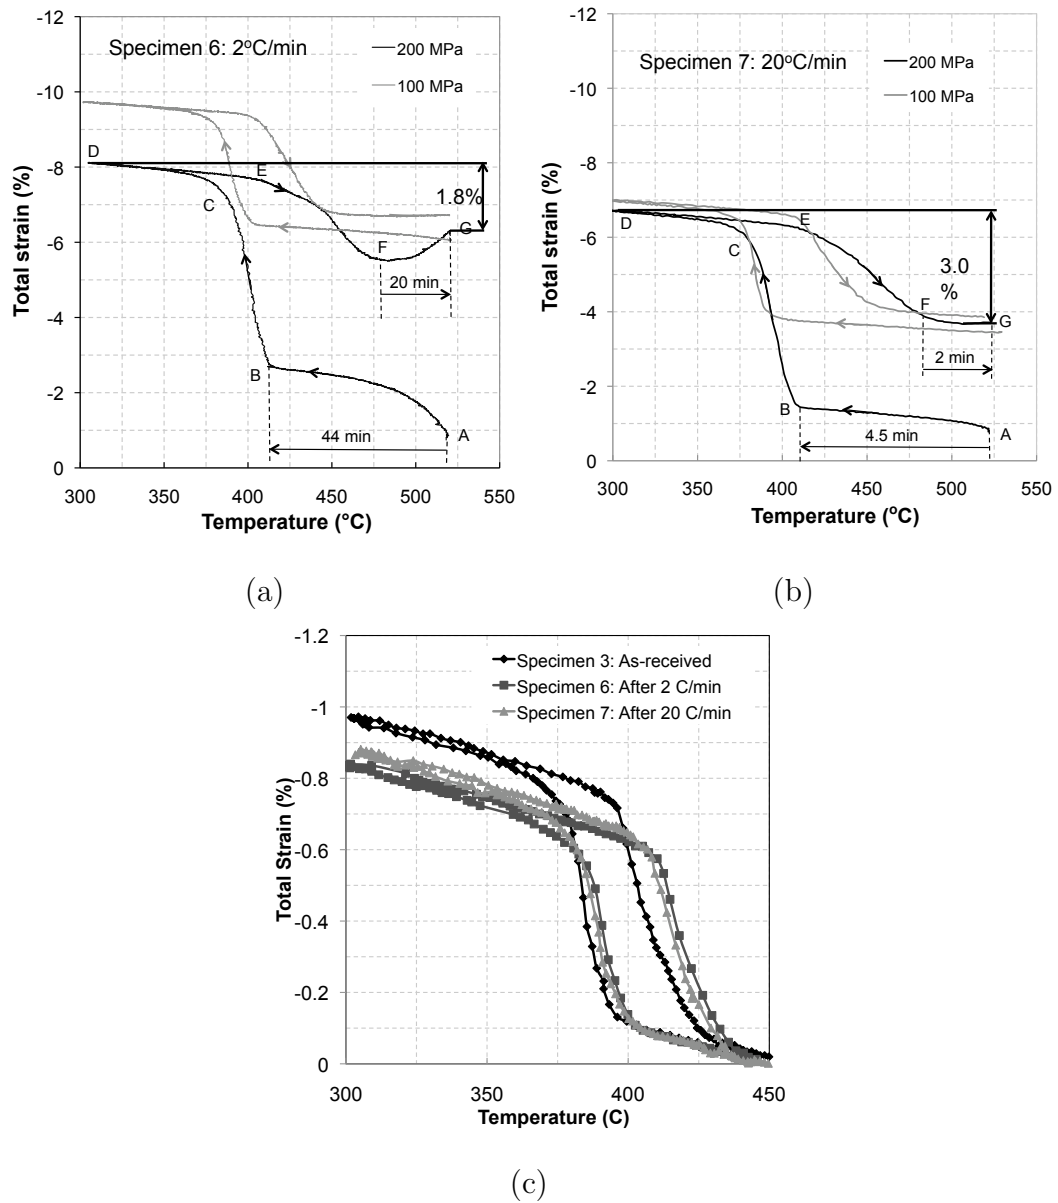 Specimen 6: 2°C/min
200 MPa
100 MPa
-12
-10
-8
-6
-4
-2
0
300
350
400
450
500
550
Total strain (%)
Temperature (°C)
D
E
C
1.8%
G
F
20 min
B
A
44 min
(a)
Specimen 7: 20°C/min
200 MPa
100 MPa
-12
-10
-8
-6
-4
-2
0
300
350
400
450
500
550
Total strain (%)
Temperature (°C)
D
E
C
3.0
%
F
G
2 min
B
A
4.5 min
(b)
Specimen 3: As-received
Specimen 6: After 2 C/min
Specimen 7: After 20 C/min
-1.2
-1
-0.8
-0.6
-0.4
-0.2
0
300
350
400
450
Total Strain (%)
Temperature (C)
(c)